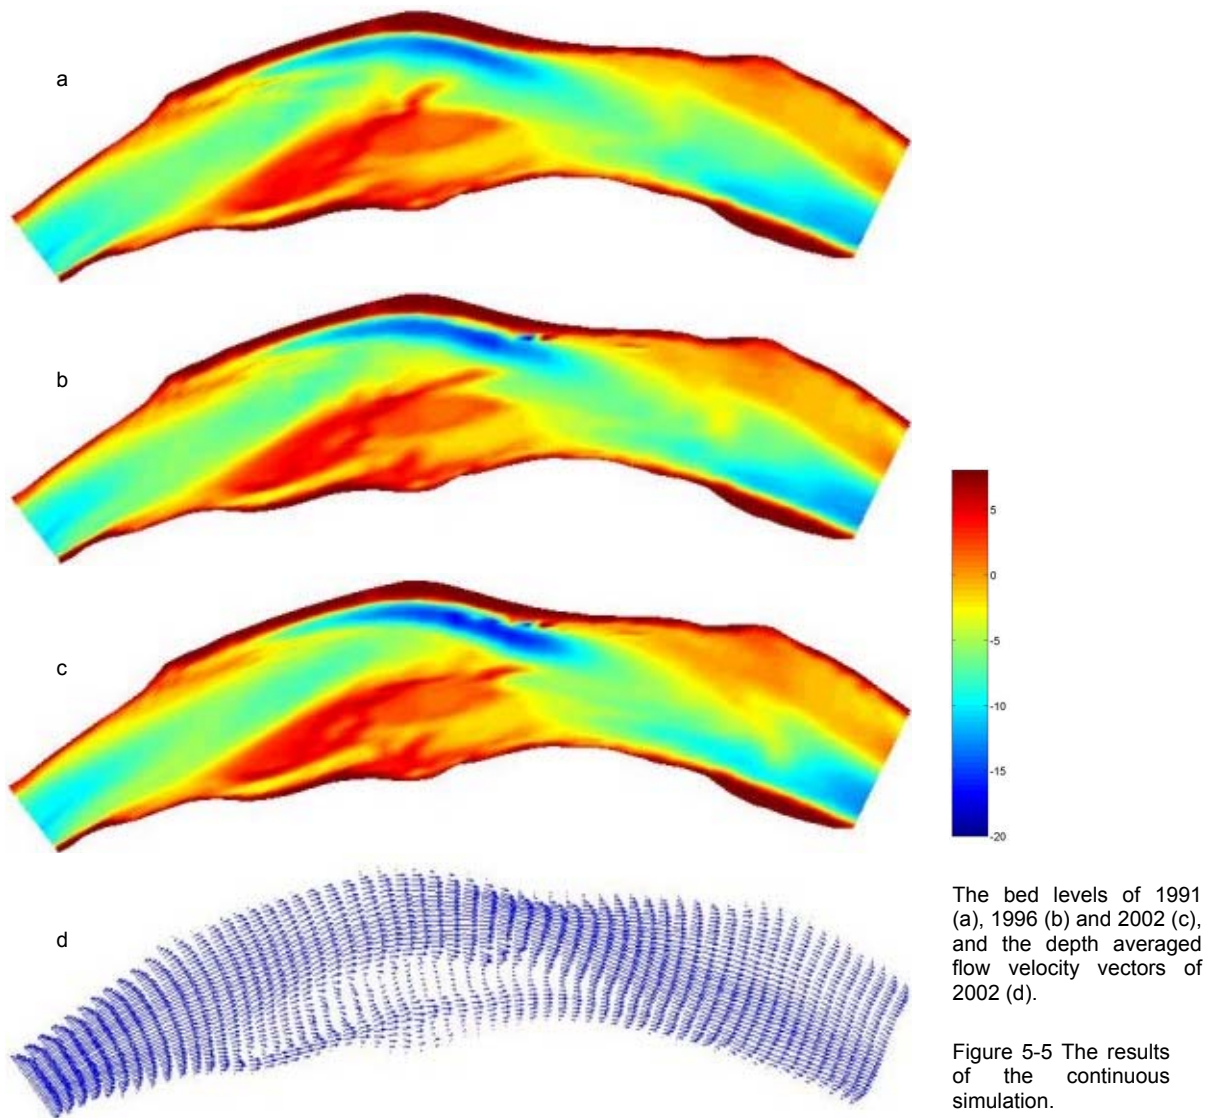 a
b
c
d
5
0
-5
-10
-15
-20
The bed levels of 1991
(a), 1996 (b) and 2002 (c),
and the depth averaged
flow velocity vectors of
2002 (d).
Figure 5-5 The results
of the continuous
simulation.